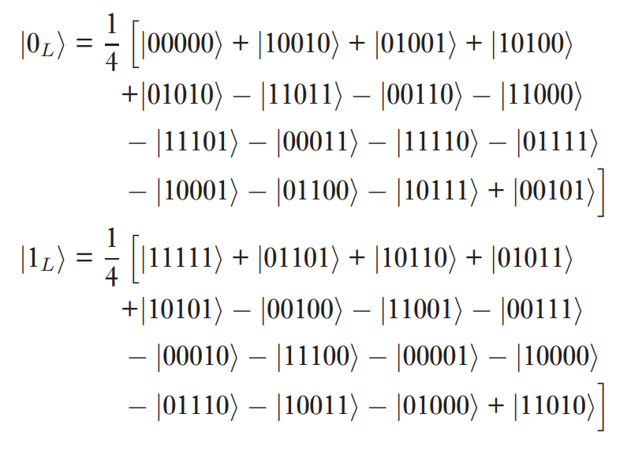 |0_L⟩ = 1/4 [|00000⟩ + |10010⟩ + |01001⟩ + |10100⟩
+|01010⟩ − |11011⟩ − |00110⟩ − |11000⟩
− |11101⟩ − |00011⟩ − |11110⟩ − |01111⟩
− |10001⟩ − |01100⟩ − |10111⟩ + |00101⟩]
|1_L⟩ = 1/4 [|11111⟩ + |01101⟩ + |10110⟩ + |01011⟩
+|10101⟩ − |00100⟩ − |11001⟩ − |00111⟩
− |00010⟩ − |11100⟩ − |00001⟩ − |10000⟩
− |01110⟩ − |10011⟩ − |01000⟩ + |11010⟩]